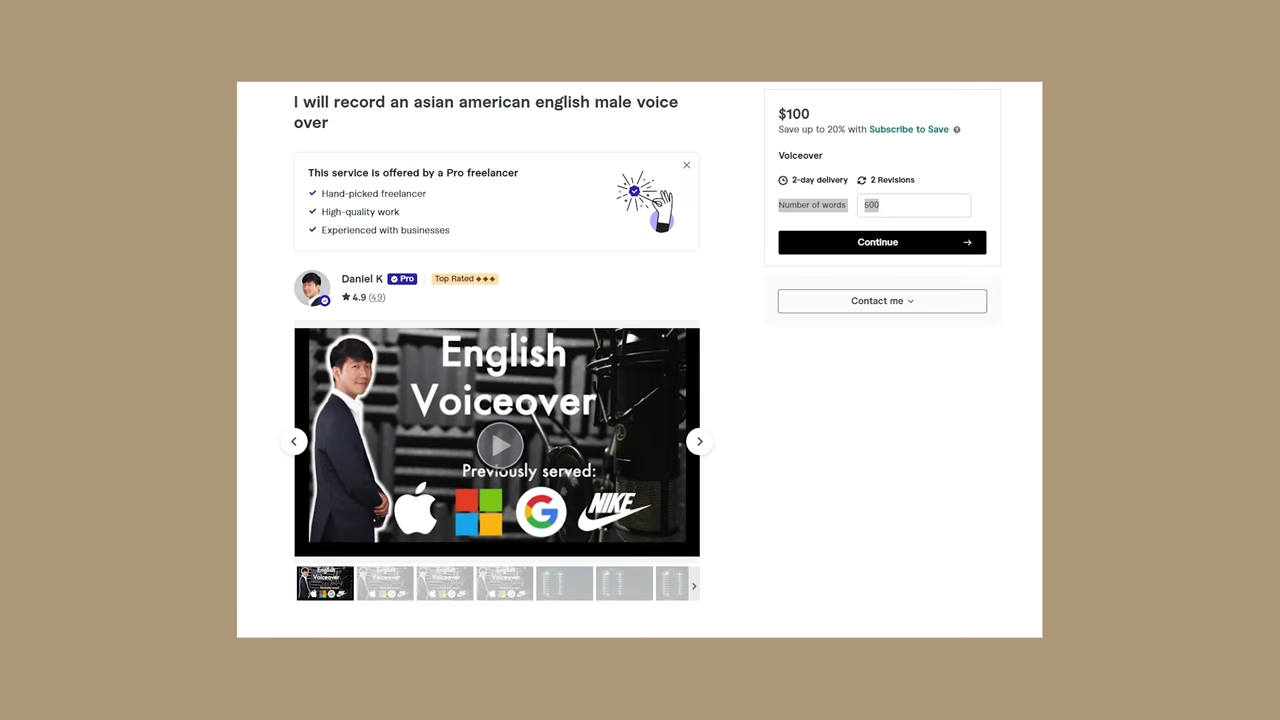 I will record an asian american english male voice
over
This service is offered by a Pro freelancer
Hand-picked freelancer
High-quality work
Experienced with businesses
Daniel K Pro Top Rated
4.9 (49)
English
Voiceover
Previously served:
NIKE
$100
Save up to 20% with Subscribe to Save
Voiceover
2-day delivery 2 Revisions
Number of words 500
Continue
Contact me